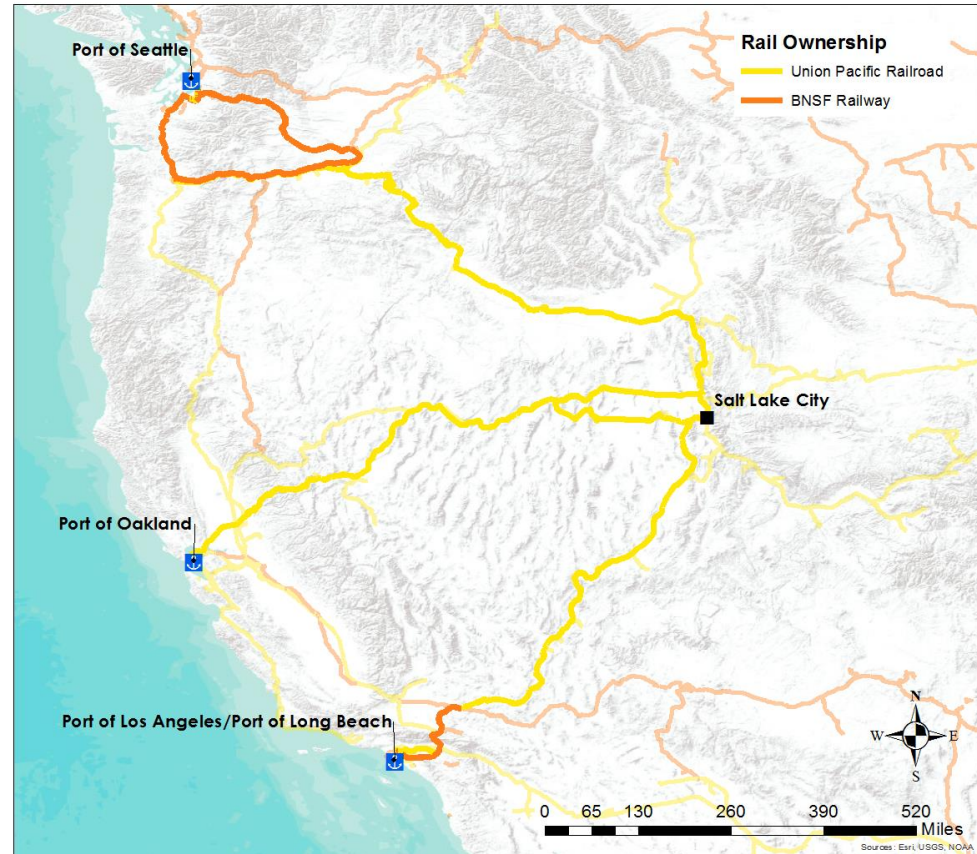 Port of Seattle
Rail Ownership
Union Pacific Railroad
BNSF Railway
Salt Lake City
Port of Oakland
Port of Los Angeles/Port of Long Beach
N
W E
S
0 65 130 260 390 520
Miles
Sources: Esri, USGS, NOAA